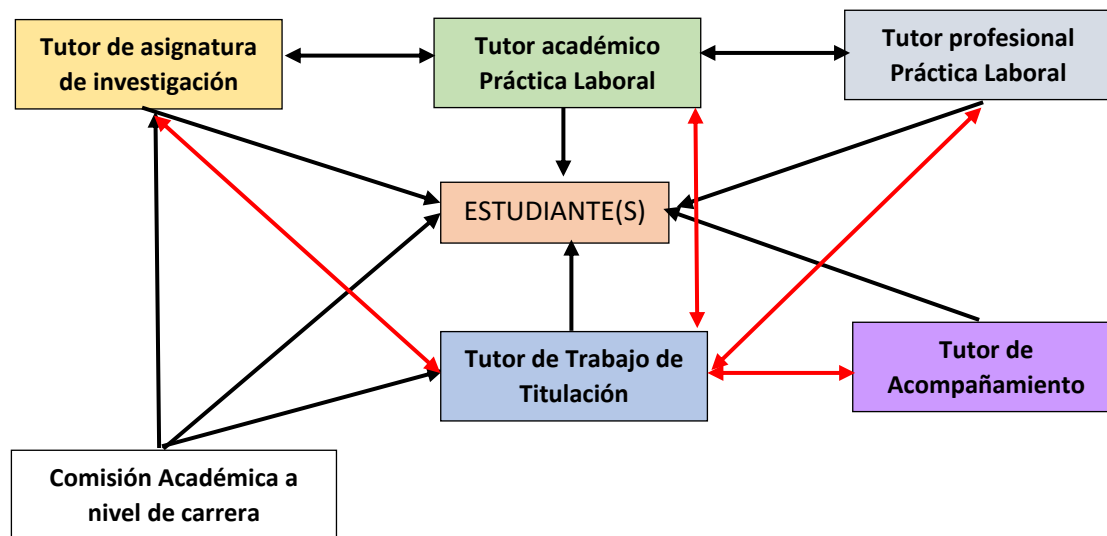 Tutor de asignatura
de investigación
Tutor académico
Práctica Laboral
Tutor profesional
Práctica Laboral
ESTUDIANTE(S)
Tutor de Trabajo de
Titulación
Tutor de
Acompañamiento
Comisión Académica a
nivel de carrera